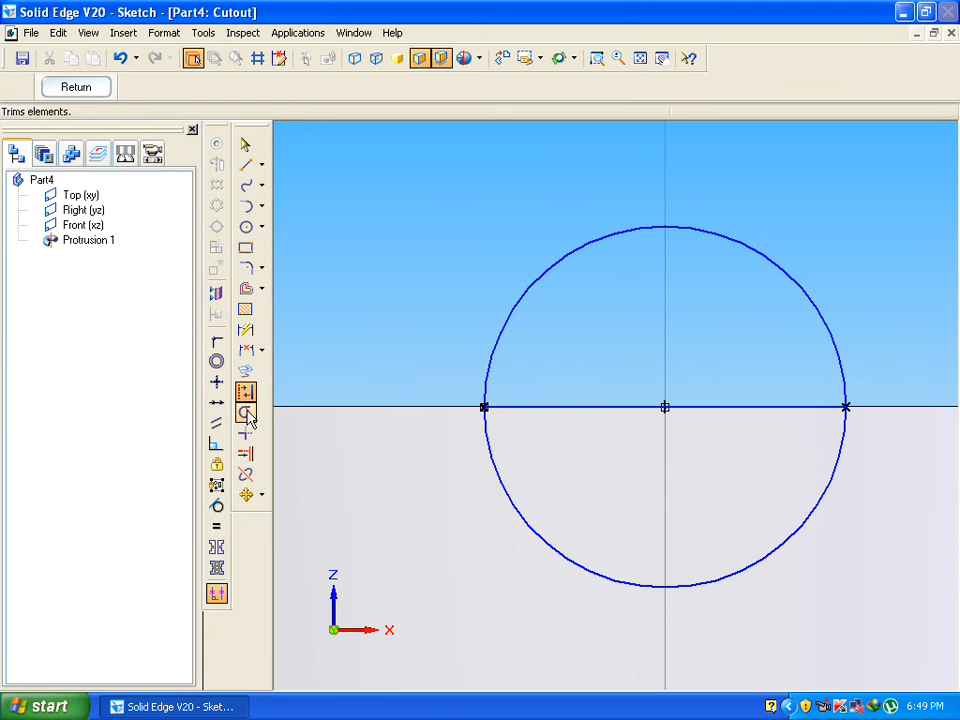 Solid Edge V20 - Sketch - [Part4: Cutout]
File Edit View Insert Format Tools Inspect Applications Window Help
Return
Trims elements.
Part4
Top (xy)
Right (yz)
Front (xz)
Protrusion 1
Z
X
start
Solid Edge V20 - Sket...
6:49 PM